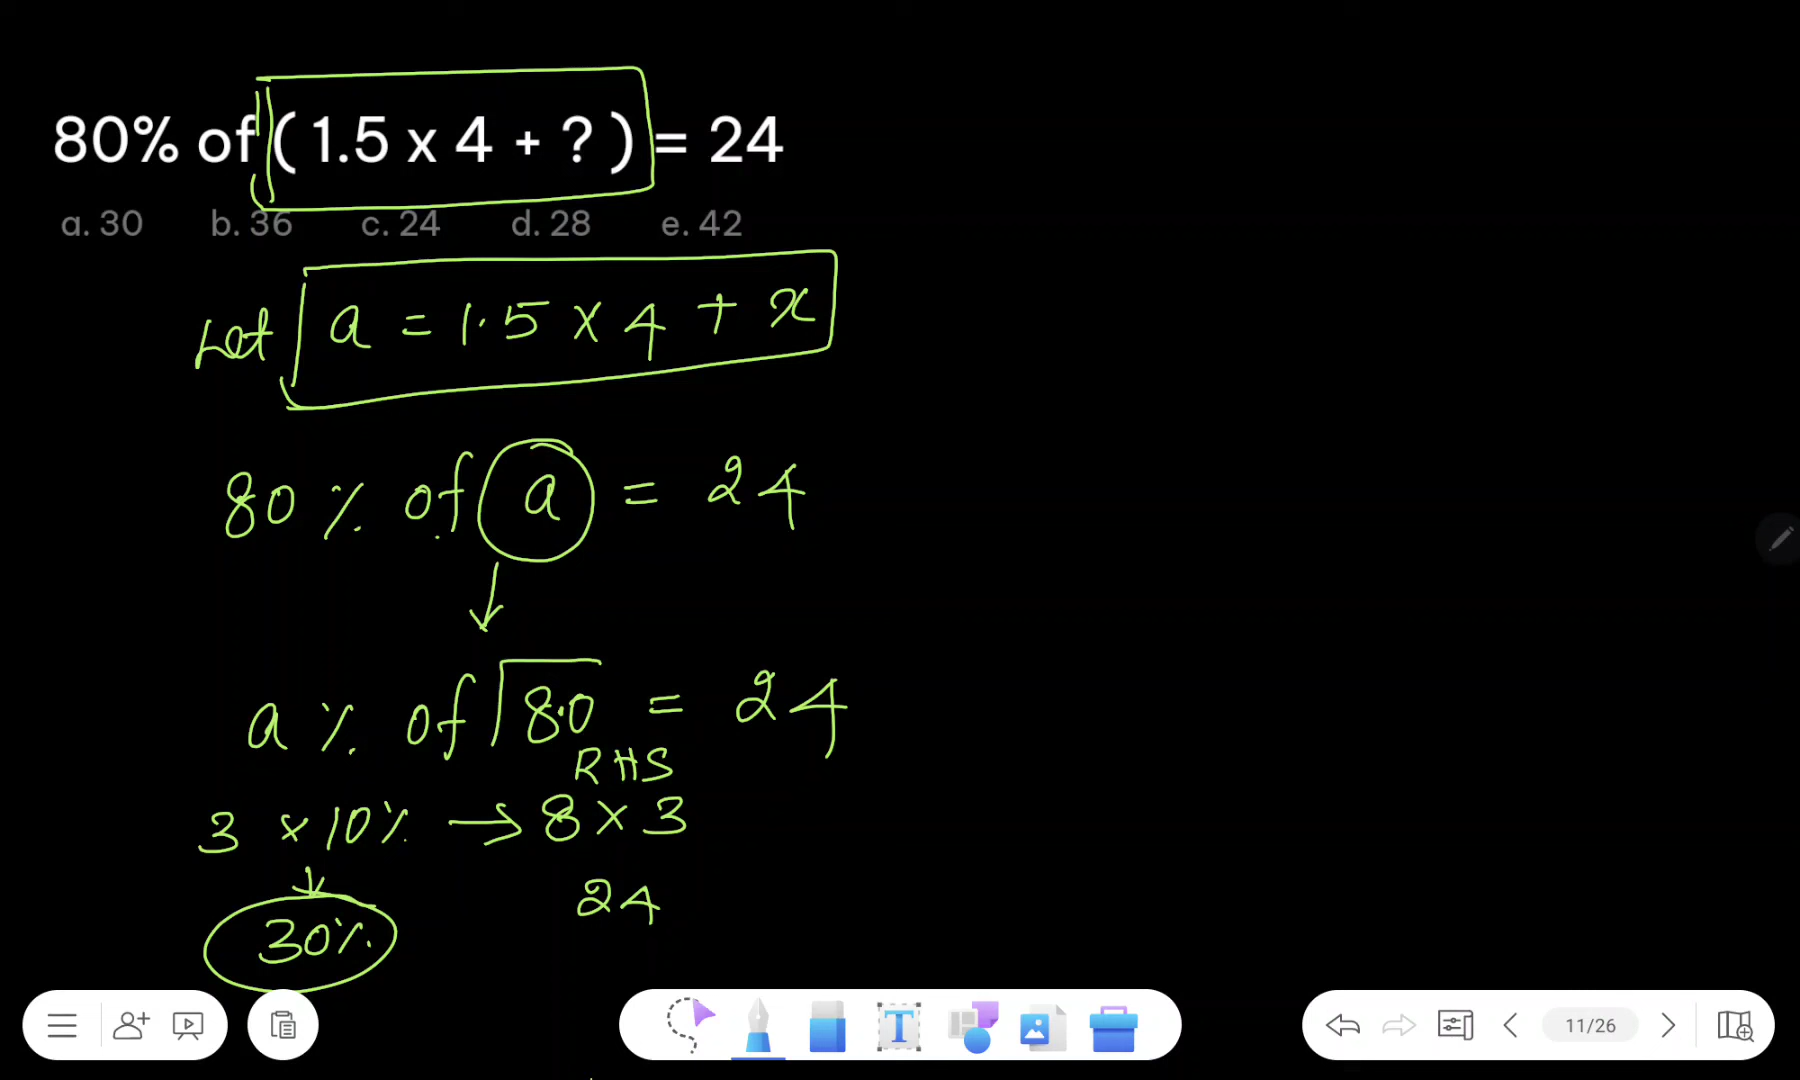 80% of ( 1.5 x 4 + ? ) = 24
a. 30 b. 36 c. 24 d. 28 e. 42
Let a = 1.5 × 4 + x
80 % of a = 24
a % of 80 = 24
RHS
3 × 10% → 8 × 3
24
30%
T
11/26